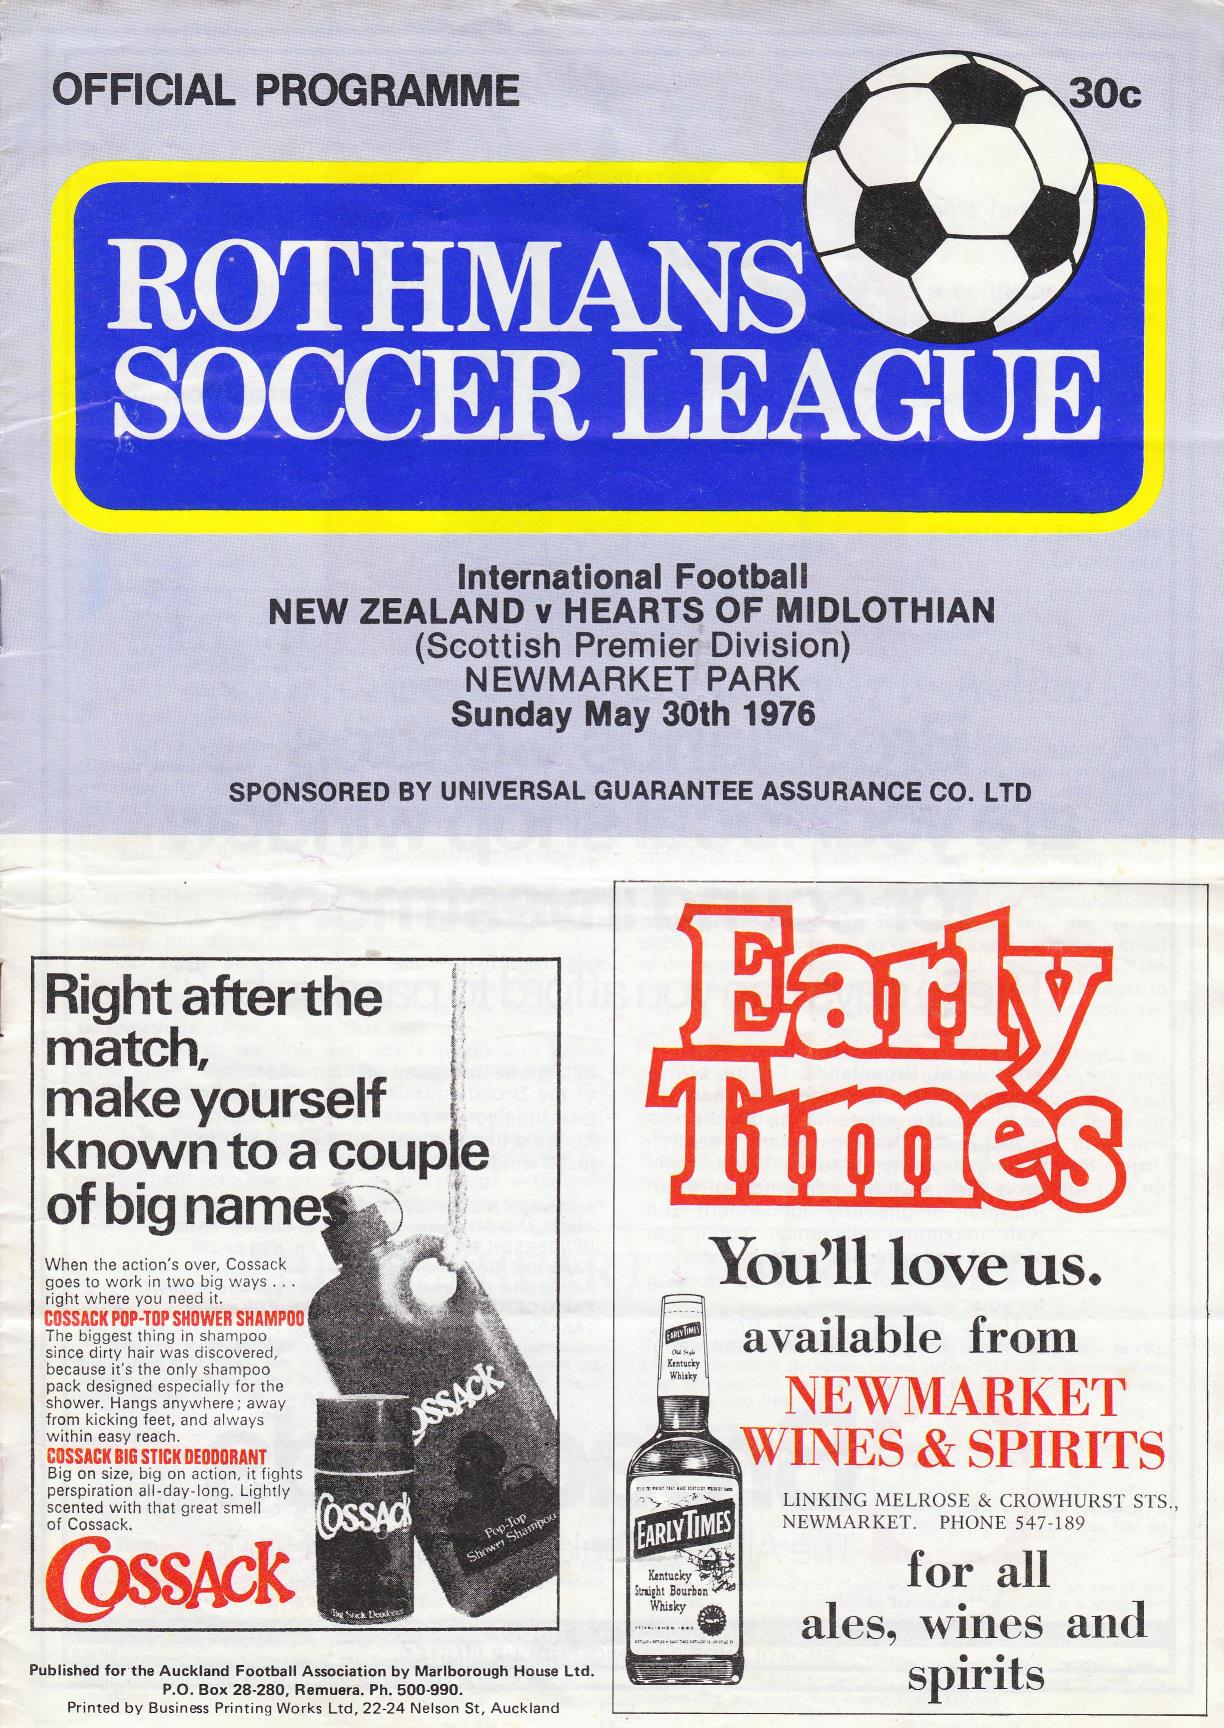 OFFICIAL PROGRAMME 30c
ROTHMANS
SOCCER LEAGUE
International Football
NEW ZEALAND v HEARTS OF MIDLOTHIAN
(Scottish Premier Division)
NEWMARKET PARK
Sunday May 30th 1976
SPONSORED BY UNIVERSAL GUARANTEE ASSURANCE CO. LTD
Right after the
match,
make yourself
known to a couple
of big names
When the action's over, Cossack
goes to work in two big ways . . .
right where you need it.
COSSACK POP-TOP SHOWER SHAMPOO
The biggest thing in shampoo
since dirty hair was discovered,
because it's the only shampoo
pack designed especially for the
shower. Hangs anywhere; away
from kicking feet, and always
within easy reach.
COSSACK BIG STICK DEODORANT
Big on size, big on action, it fights
perspiration all-day-long. Lightly
scented with that great smell
of Cossack.
COSSACK
COSSACK
Pop-Top
Shower Shampoo
COSSACK
Big Stick Deodorant
Published for the Auckland Football Association by Marlborough House Ltd.
P.O. Box 28-280, Remuera. Ph. 500-990.
Printed by Business Printing Works Ltd, 22-24 Nelson St, Auckland
Early
Times
You'll love us.
available from
NEWMARKET
WINES & SPIRITS
LINKING MELROSE & CROWHURST STS.,
NEWMARKET. PHONE 547-189
for all
ales, wines and
spirits
EARLY TIMES
Old Style
Kentucky
Whisky
EARLY TIMES
Kentucky
Straight Bourbon
Whisky
ESTABLISHED 1860